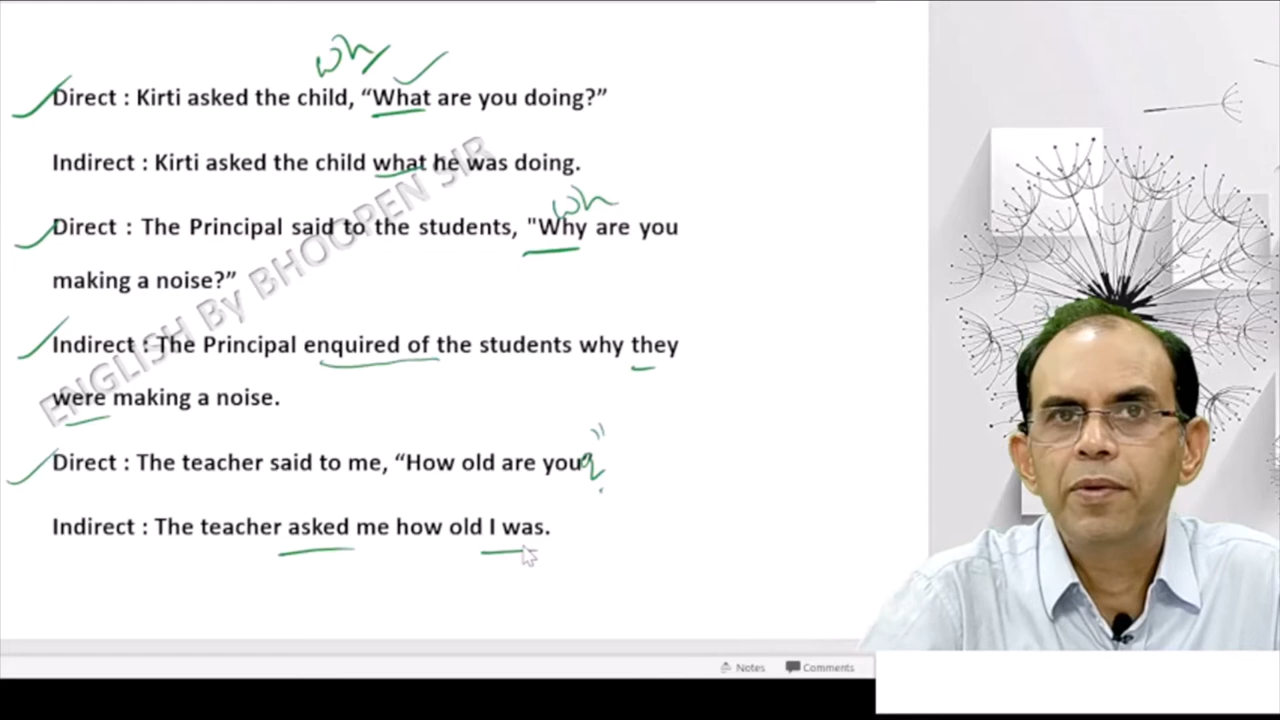 wh
Direct : Kirti asked the child, “What are you doing?”
Indirect : Kirti asked the child what he was doing.
wh
Direct : The Principal said to the students, "Why are you
making a noise?”
Indirect : The Principal enquired of the students why they
were making a noise.
Direct : The teacher said to me, “How old are you?”
Indirect : The teacher asked me how old I was.
ENGLISH By BHOOPEN SIR
Notes
Comments